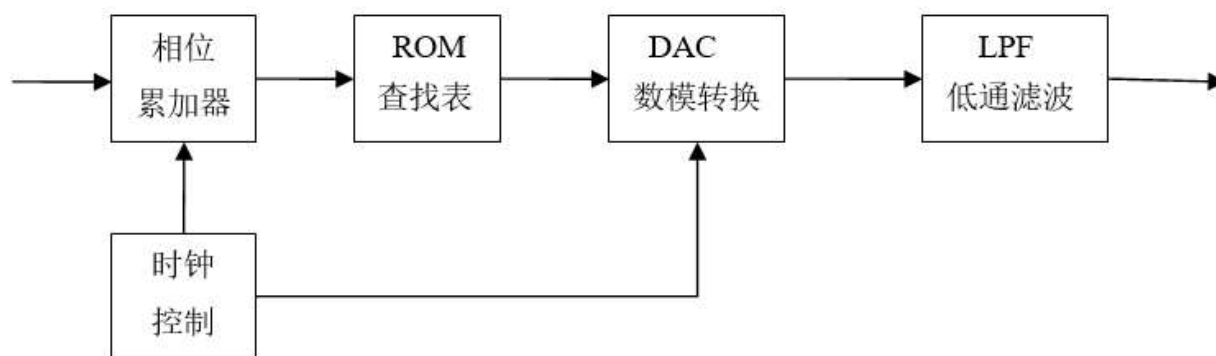 相位
累加器
ROM
查找表
DAC
数模转换
LPF
低通滤波
时钟
控制